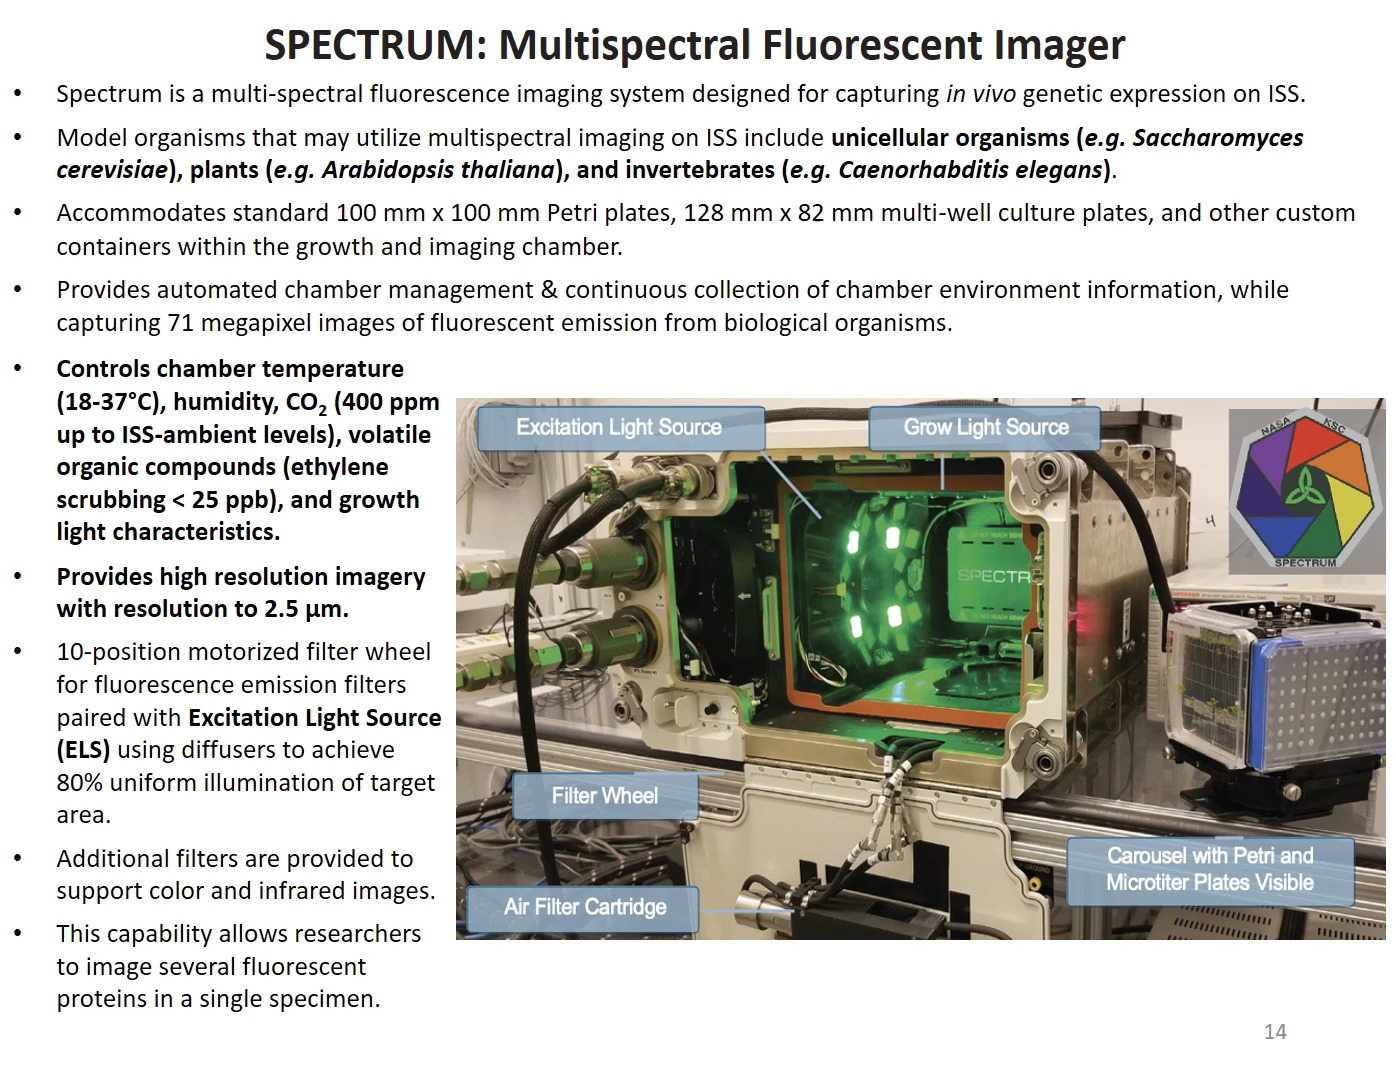 SPECTRUM: Multispectral Fluorescent Imager
• Spectrum is a multi-spectral fluorescence imaging system designed for capturing in vivo genetic expression on ISS.
• Model organisms that may utilize multispectral imaging on ISS include unicellular organisms (e.g. Saccharomyces
cerevisiae), plants (e.g. Arabidopsis thaliana), and invertebrates (e.g. Caenorhabditis elegans).
• Accommodates standard 100 mm x 100 mm Petri plates, 128 mm x 82 mm multi-well culture plates, and other custom
containers within the growth and imaging chamber.
• Provides automated chamber management & continuous collection of chamber environment information, while
capturing 71 megapixel images of fluorescent emission from biological organisms.
• Controls chamber temperature
(18-37°C), humidity, CO₂ (400 ppm
up to ISS-ambient levels), volatile
organic compounds (ethylene
scrubbing < 25 ppb), and growth
light characteristics.
• Provides high resolution imagery
with resolution to 2.5 µm.
• 10-position motorized filter wheel
for fluorescence emission filters
paired with Excitation Light Source
(ELS) using diffusers to achieve
80% uniform illumination of target
area.
• Additional filters are provided to
support color and infrared images.
• This capability allows researchers
to image several fluorescent
proteins in a single specimen.
Excitation Light Source
Grow Light Source
NASA
KSC
SPECTRUM
4
SPECTR
Filter Wheel
Air Filter Cartridge
GROUND
Carousel with Petri and
Microtiter Plates Visible
14